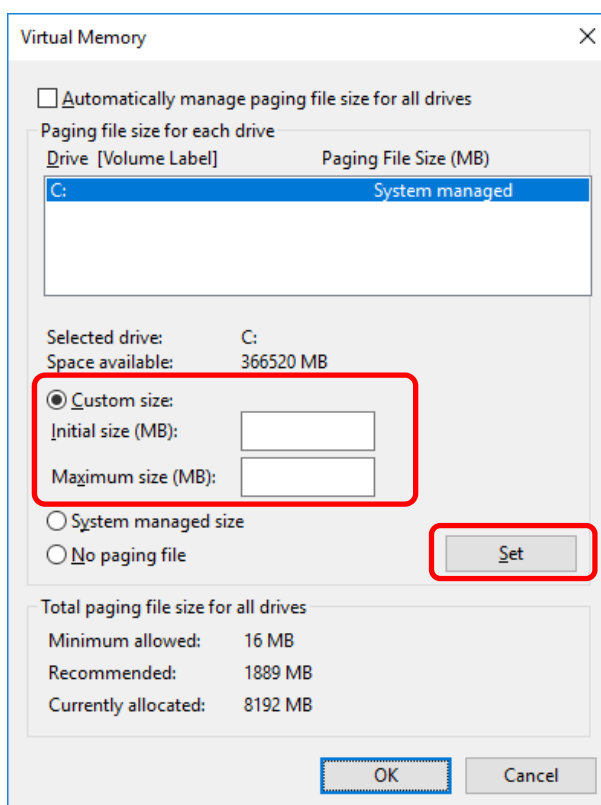 Virtual Memory
Automatically manage paging file size for all drives
Paging file size for each drive
Drive [Volume Label] Paging File Size (MB)
C: System managed
Selected drive: C:
Space available: 366520 MB
Custom size:
Initial size (MB):
Maximum size (MB):
System managed size
No paging file Set
Total paging file size for all drives
Minimum allowed: 16 MB
Recommended: 1889 MB
Currently allocated: 8192 MB
OK Cancel